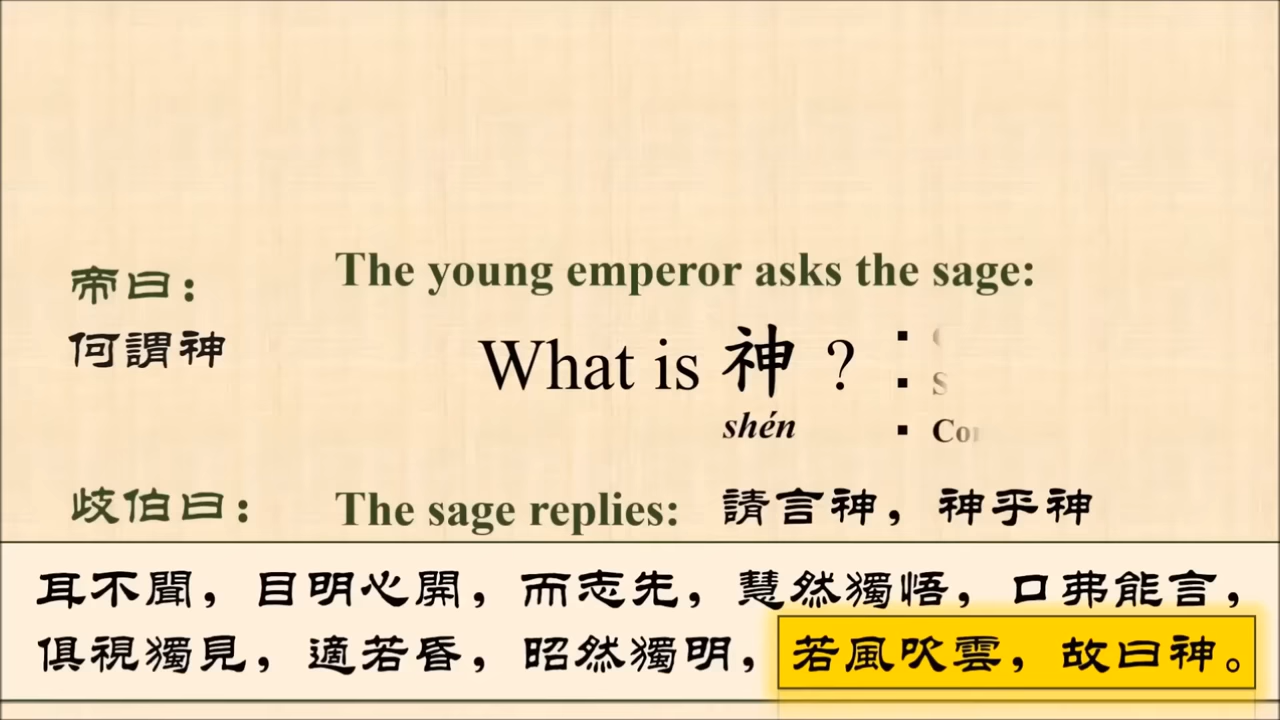 The young emperor asks the sage:
帝曰：
何謂神
What is 神 ?
shén
歧伯曰：
The sage replies: 請言神，神乎神
耳不聞，目明心開，而志先，慧然獨悟，口弗能言，
俱視獨見，適若昏，昭然獨明，若風吹雲，故曰神。